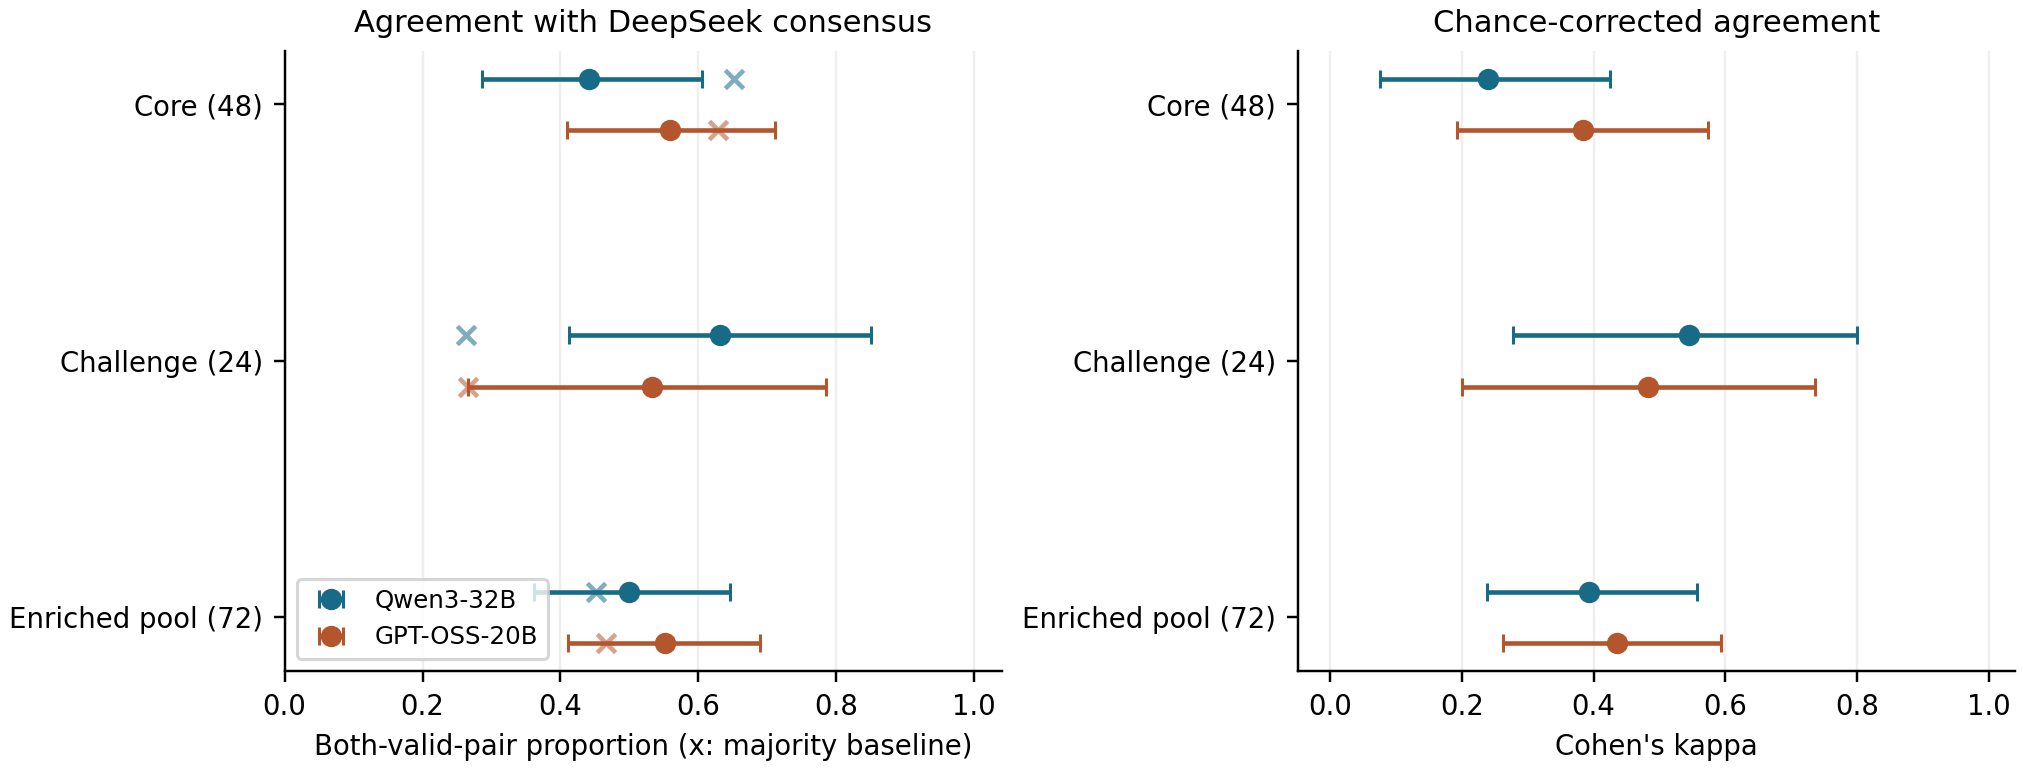 Agreement with DeepSeek consensus
Core (48)
Challenge (24)
Enriched pool (72)
Qwen3-32B
GPT-OSS-20B
0.0 0.2 0.4 0.6 0.8 1.0
Both-valid-pair proportion (x: majority baseline)
Chance-corrected agreement
Core (48)
Challenge (24)
Enriched pool (72)
0.0 0.2 0.4 0.6 0.8 1.0
Cohen's kappa